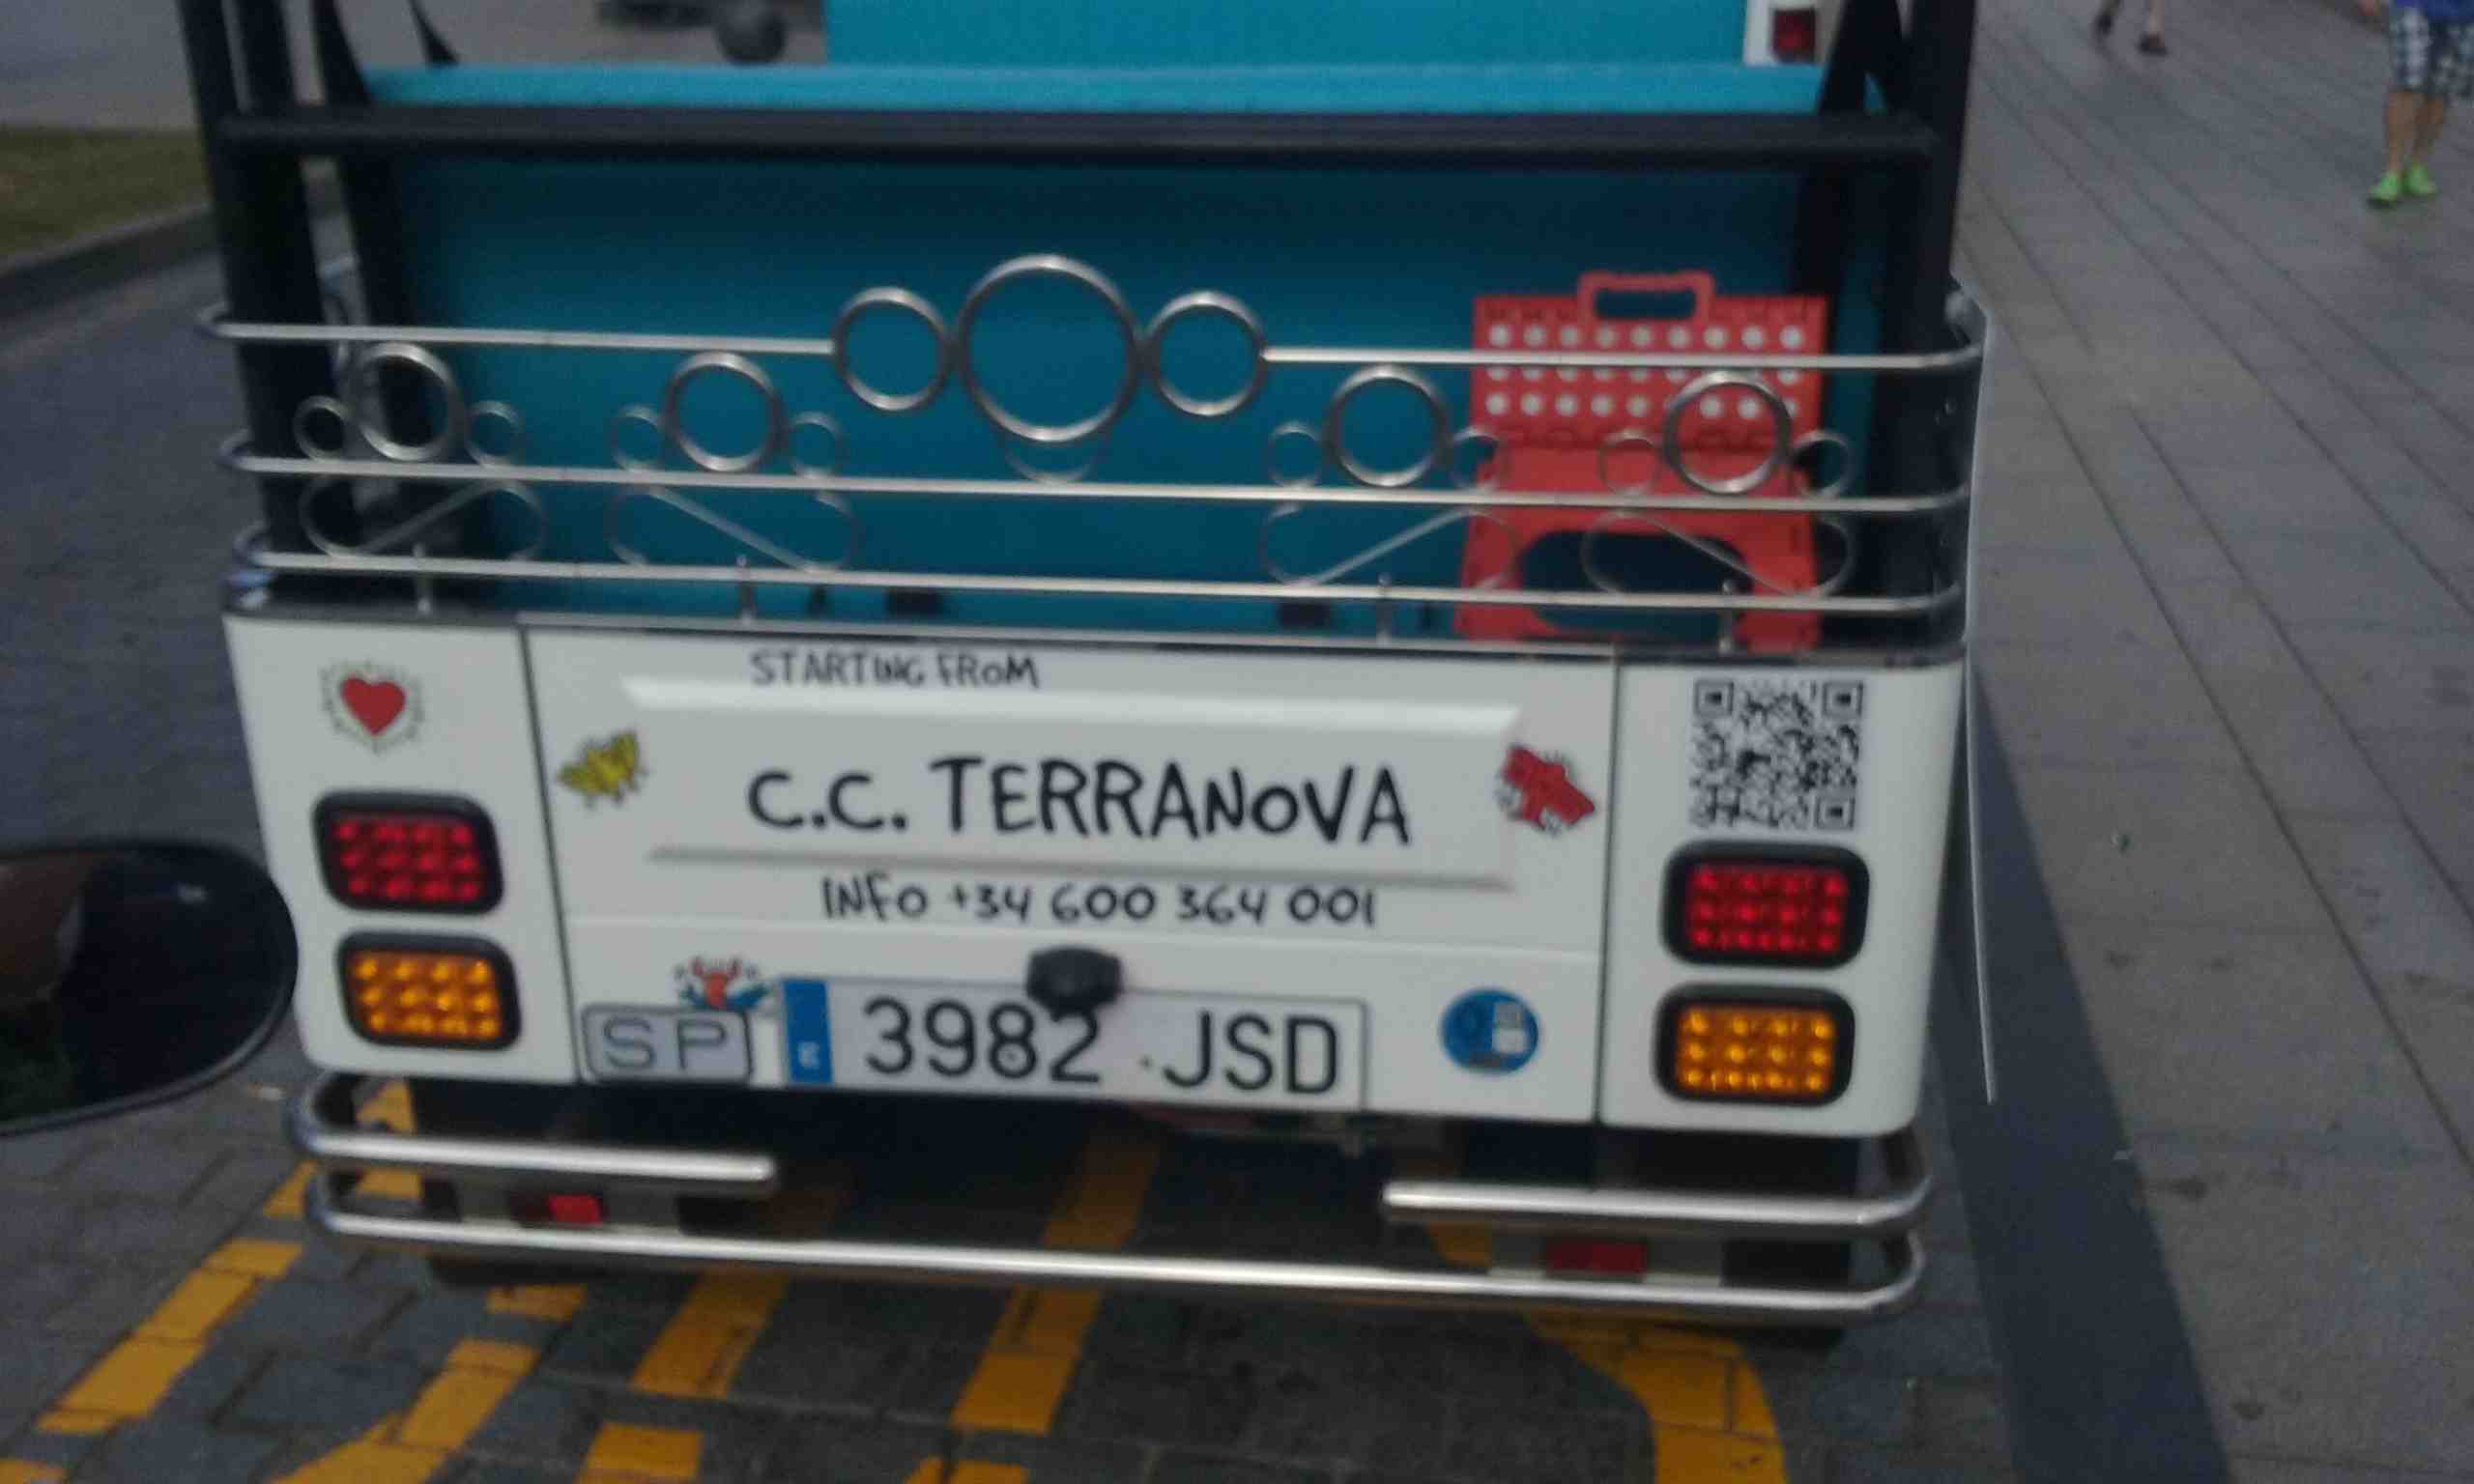 STARTING FROM
C.C. TERRANOVA
INFO +34 600 364 001
SP
3982 JSD